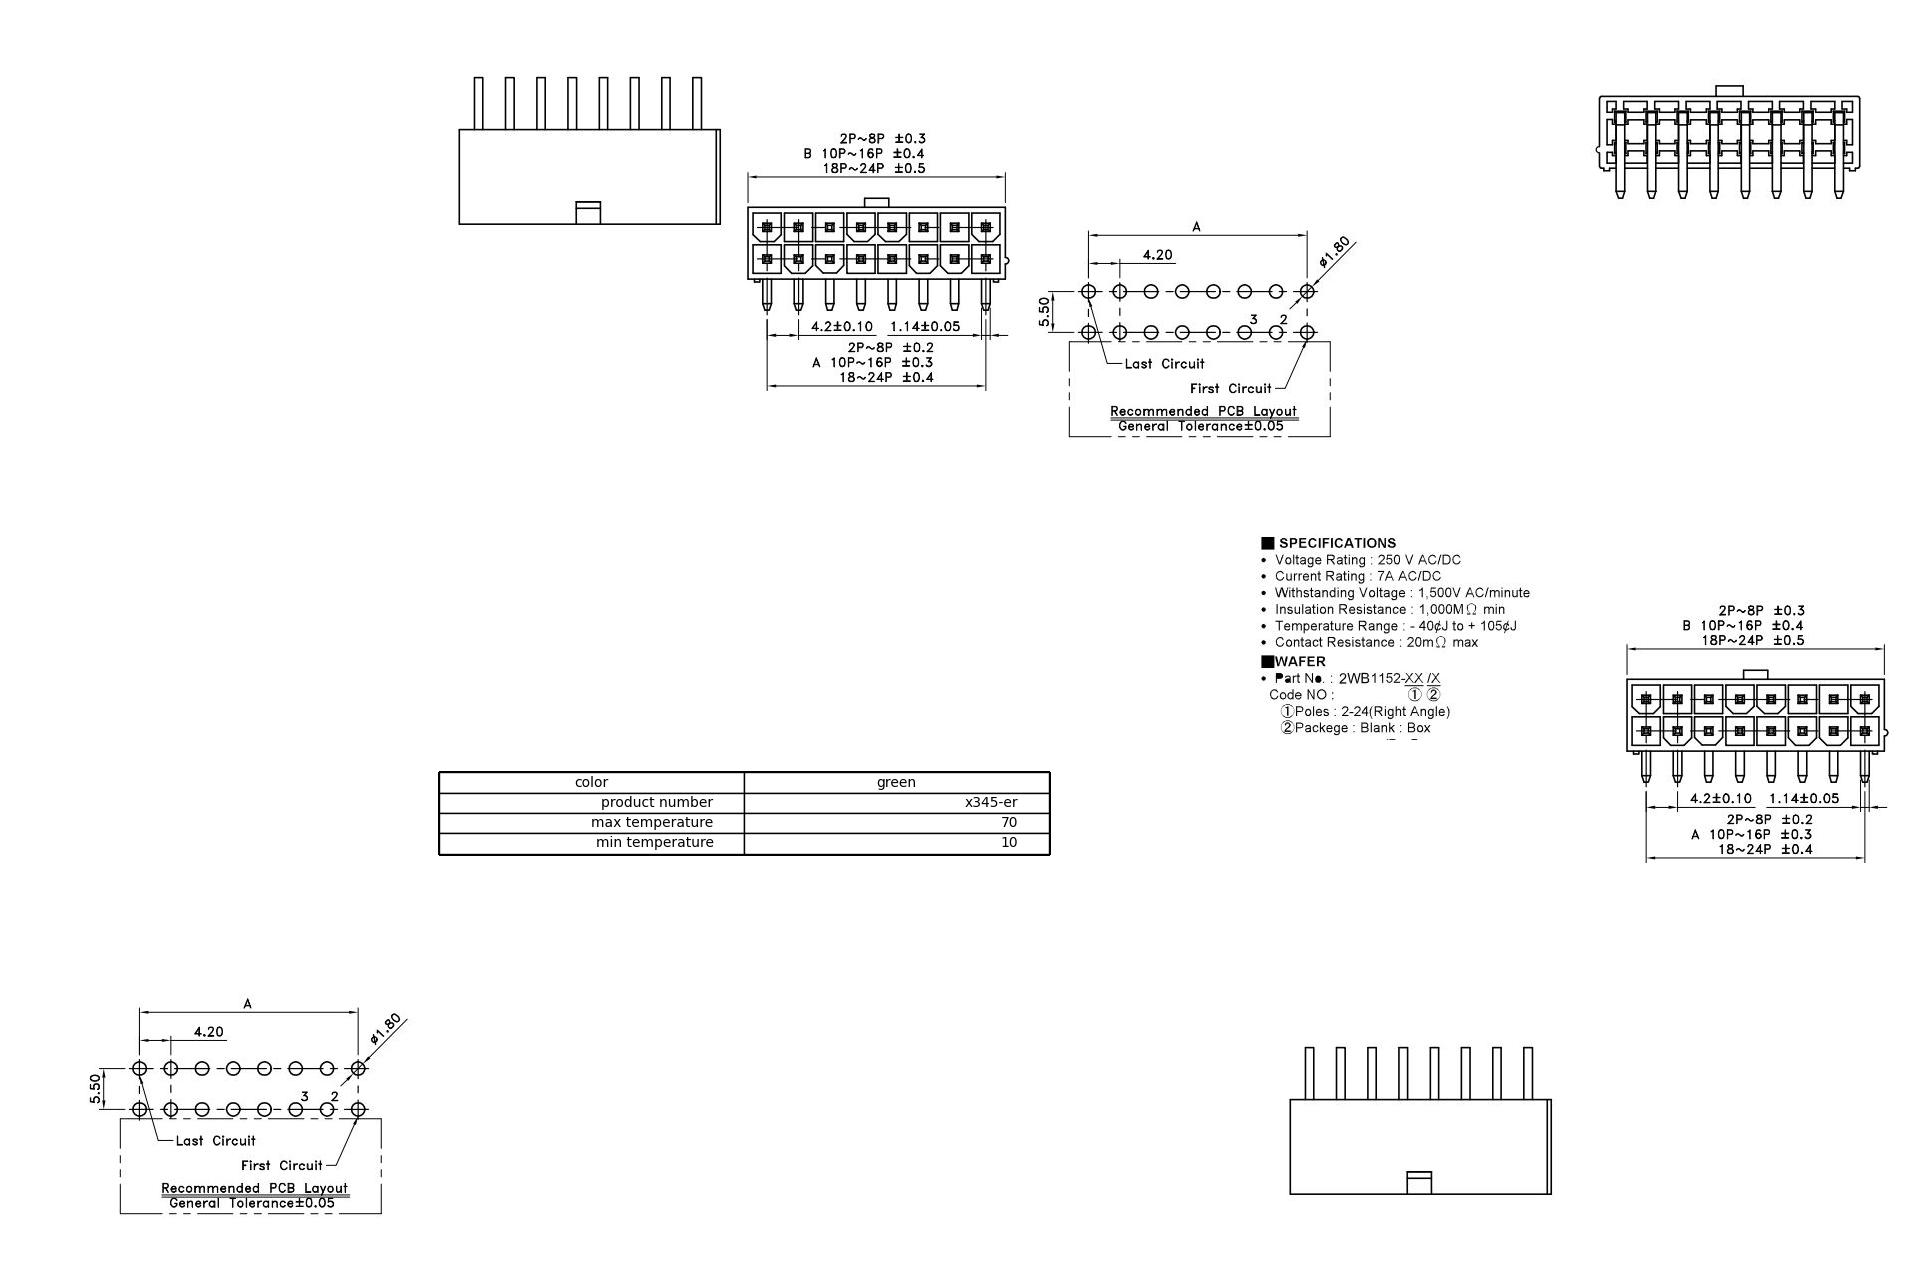 2P~8P ±0.3
B 10P~16P ±0.4
18P~24P ±0.5
4.2±0.10 1.14±0.05
2P~8P ±0.2
A 10P~16P ±0.3
18~24P ±0.4
A
4.20
ø1.80
5.50
3 2
Last Circuit
First Circuit
Recommended PCB Layout
General Tolerance±0.05
■ SPECIFICATIONS
• Voltage Rating : 250 V AC/DC
• Current Rating : 7A AC/DC
• Withstanding Voltage : 1,500V AC/minute
• Insulation Resistance : 1,000MΩ min
• Temperature Range : - 40¢J to + 105¢J
• Contact Resistance : 20mΩ max
■WAFER
• Part No. : 2WB1152-XX /X
Code NO : ① ②
①Poles : 2-24(Right Angle)
②Packege : Blank : Box
2P~8P ±0.3
B 10P~16P ±0.4
18P~24P ±0.5
4.2±0.10 1.14±0.05
2P~8P ±0.2
A 10P~16P ±0.3
18~24P ±0.4
color green
product number x345-er
max temperature 70
min temperature 10
A
4.20
ø1.80
5.50
3 2
Last Circuit
First Circuit
Recommended PCB Layout
General Tolerance±0.05